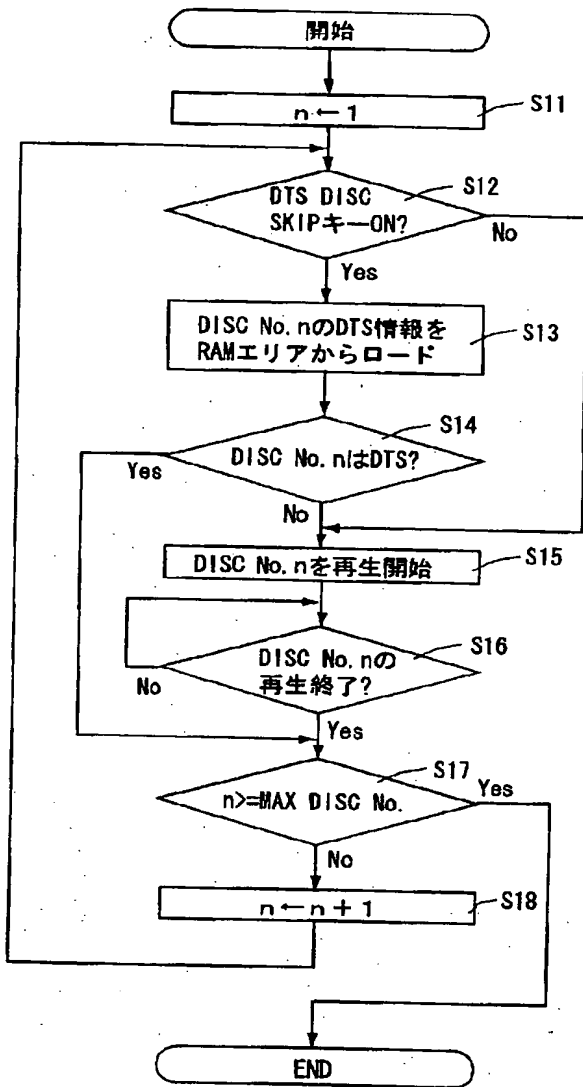 開始
n←1
S11
DTS DISC
SKIPキーON?
S12
No
Yes
DISC No.nのDTS情報を
RAMエリアからロード
S13
DISC No.nはDTS?
S14
Yes
No
DISC No.nを再生開始
S15
DISC No.nの
再生終了?
S16
No
Yes
n>=MAX DISC No.
S17
Yes
No
n←n+1
S18
END